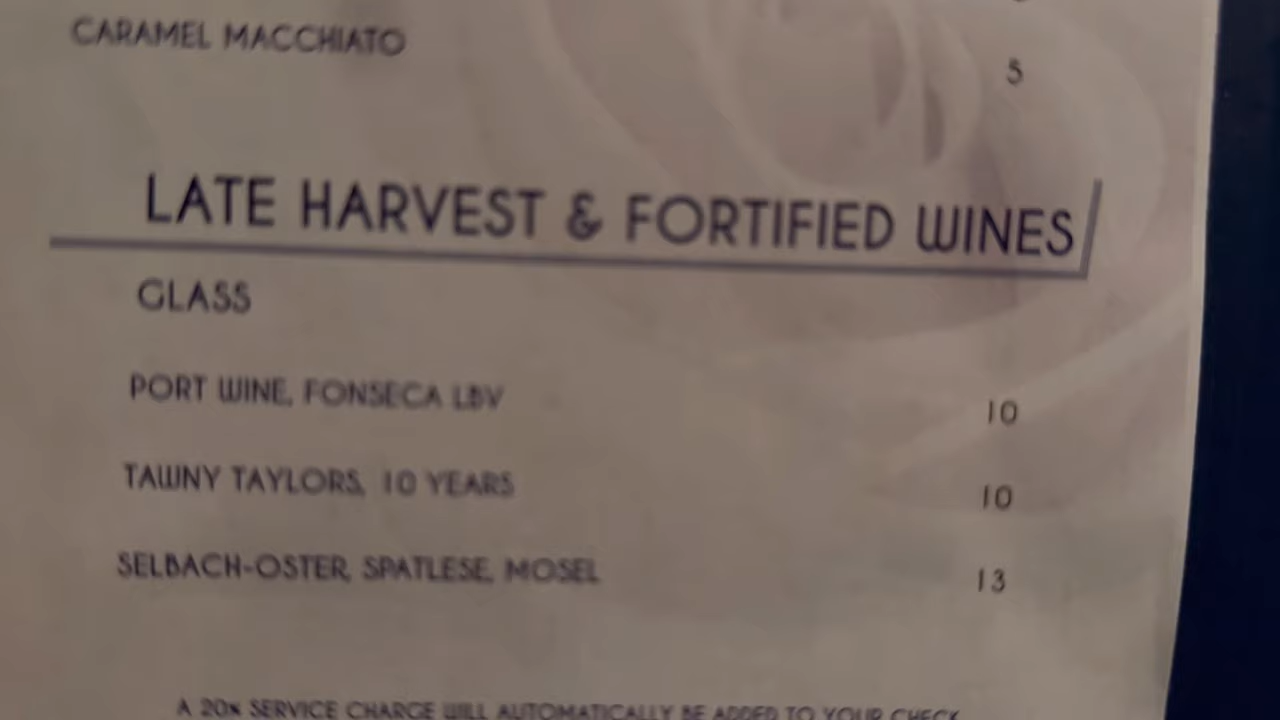 CARAMEL MACCHIATO 5
LATE HARVEST & FORTIFIED WINES
GLASS
PORT WINE, FONSECA LBV 10
TAWNY TAYLORS, 10 YEARS 10
SELBACH-OSTER, SPATLESE, MOSEL 13
A 20% SERVICE CHARGE WILL AUTOMATICALLY BE ADDED TO YOUR CHECK